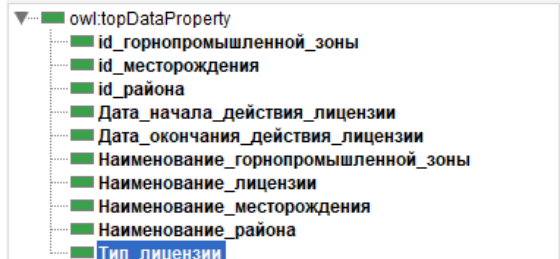 owl:topDataProperty
id_горнопромышленной_зоны
id_месторождения
id_района
Дата_начала_действия_лицензии
Дата_окончания_действия_лицензии
Наименование_горнопромышленной_зоны
Наименование_лицензии
Наименование_месторождения
Наименование_района
Тип_лицензии